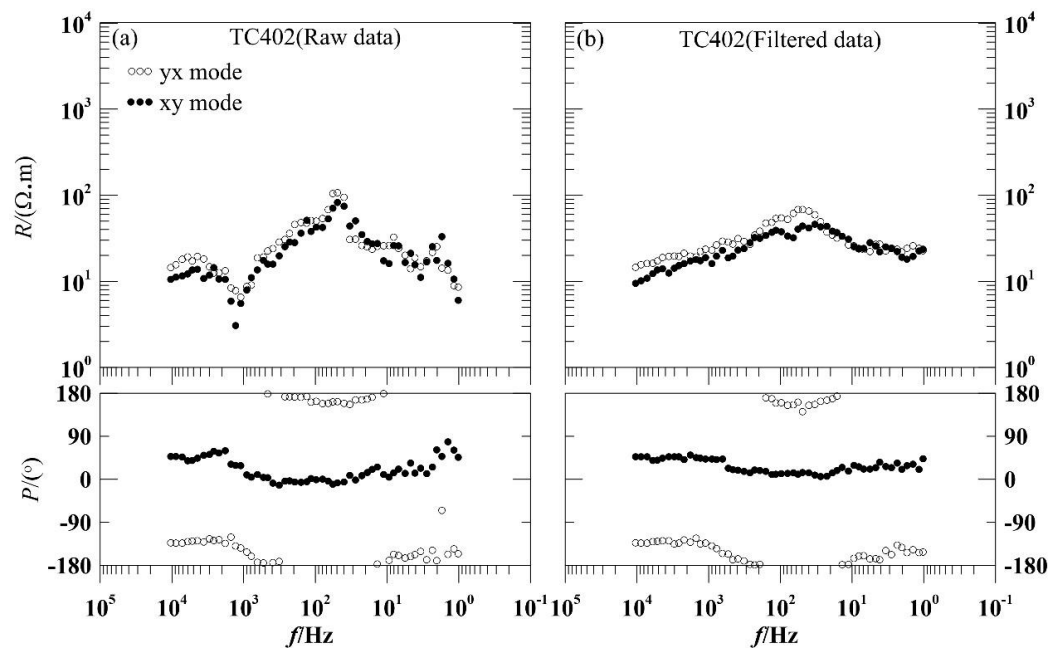 (a) TC402(Raw data)
yx mode
xy mode
R/(Ω.m)
10⁴
10³
10²
10¹
10⁰
P/(º)
180
90
0
-90
-180
10⁵ 10⁴ 10³ 10² 10¹ 10⁰ 10⁻¹
f/Hz
(b) TC402(Filtered data)
10⁴
10³
10²
10¹
10⁰
180
90
0
-90
-180
10⁵ 10⁴ 10³ 10² 10¹ 10⁰ 10⁻¹
f/Hz